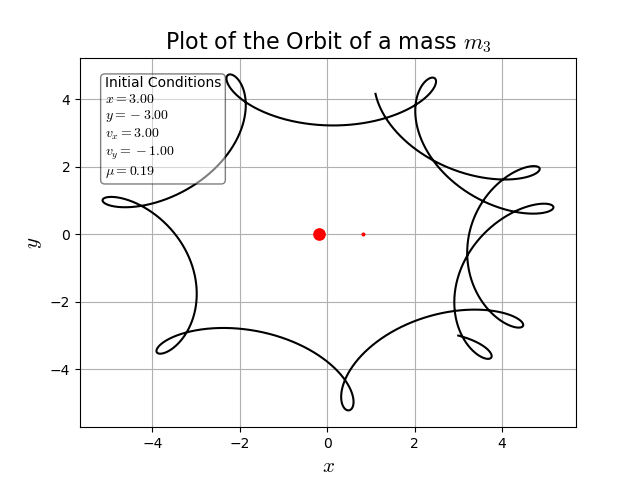 Plot of the Orbit of a mass m₃
Initial Conditions
x = 3.00
y = −3.00
vₓ = 3.00
v_y = −1.00
μ = 0.19
4
2
0
−2
−4
y
−4
−2
0
2
4
x